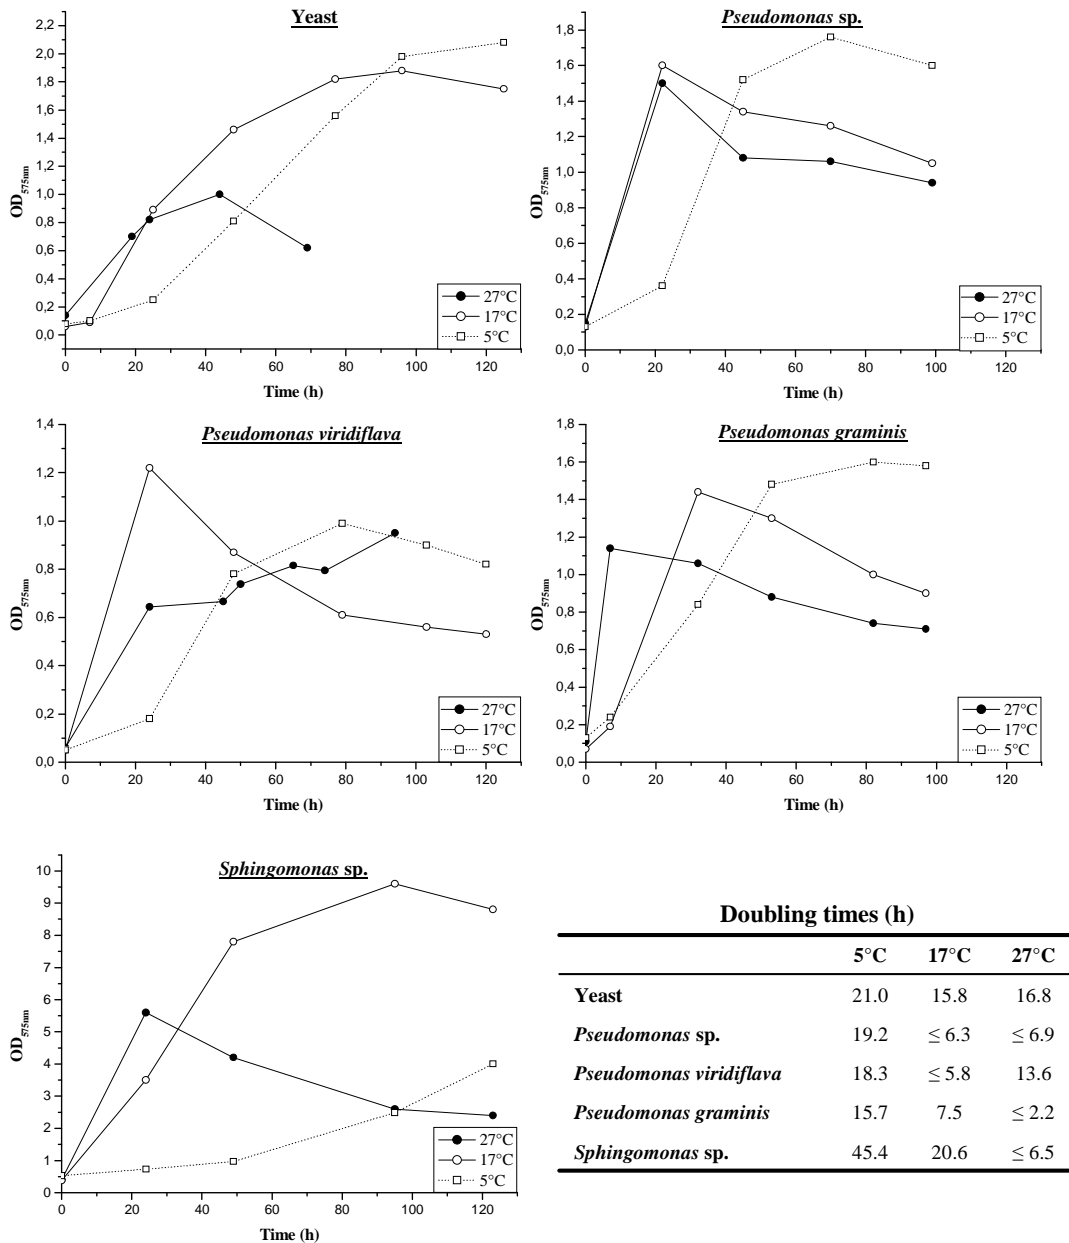 Yeast
2,2
2,0
1,8
1,6
1,4
1,2
1,0
0,8
0,6
0,4
0,2
0,0
OD575nm
0 20 40 60 80 100 120
Time (h)
27°C
17°C
5°C
Pseudomonas sp.
1,8
1,6
1,4
1,2
1,0
0,8
0,6
0,4
0,2
0,0
OD575nm
0 20 40 60 80 100 120
Time (h)
27°C
17°C
5°C
Pseudomonas viridiflava
1,4
1,2
1,0
0,8
0,6
0,4
0,2
0,0
OD575nm
0 20 40 60 80 100 120
Time (h)
27°C
17°C
5°C
Pseudomonas graminis
1,8
1,6
1,4
1,2
1,0
0,8
0,6
0,4
0,2
0,0
OD575nm
0 20 40 60 80 100 120
Time (h)
27°C
17°C
5°C
Sphingomonas sp.
10
9
8
7
6
5
4
3
2
1
0
OD575nm
0 20 40 60 80 100 120
Time (h)
27°C
17°C
5°C
Doubling times (h)
5°C 17°C 27°C
Yeast 21.0 15.8 16.8
Pseudomonas sp. 19.2 ≤ 6.3 ≤ 6.9
Pseudomonas viridiflava 18.3 ≤ 5.8 13.6
Pseudomonas graminis 15.7 7.5 ≤ 2.2
Sphingomonas sp. 45.4 20.6 ≤ 6.5